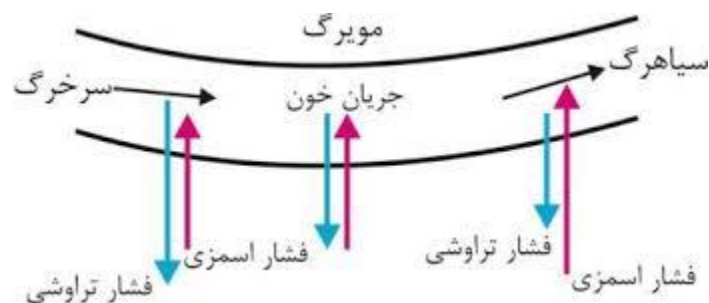 مویرگ
سرخرگ
جریان خون
سیاهرگ
فشار تراوشی
فشار اسمزی
فشار تراوشی
فشار اسمزی